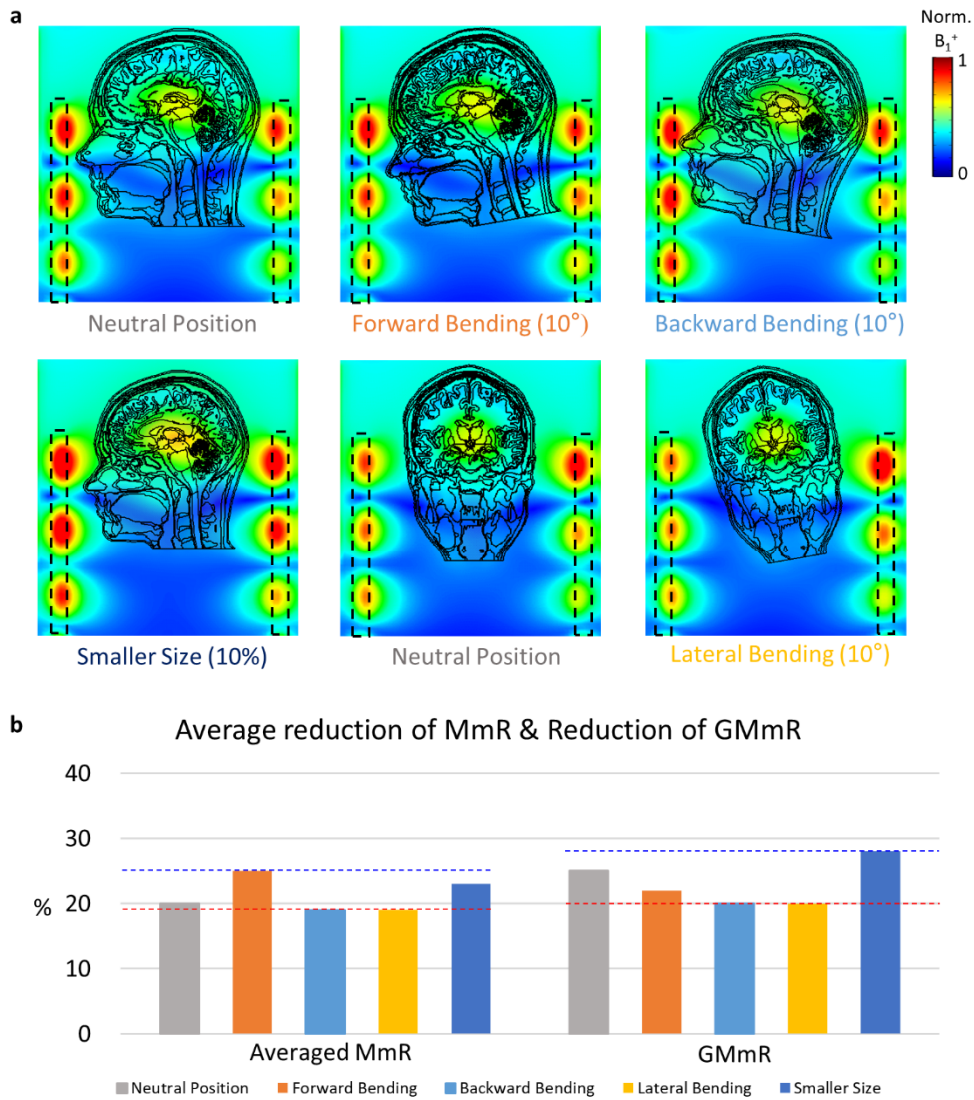 a
Norm.
B₁⁺
1
0
Neutral Position
Forward Bending (10°)
Backward Bending (10°)
Smaller Size (10%)
Neutral Position
Lateral Bending (10°)
b
Average reduction of MmR & Reduction of GMmR
40
30
%
20
10
0
Averaged MmR
GMmR
Neutral Position
Forward Bending
Backward Bending
Lateral Bending
Smaller Size